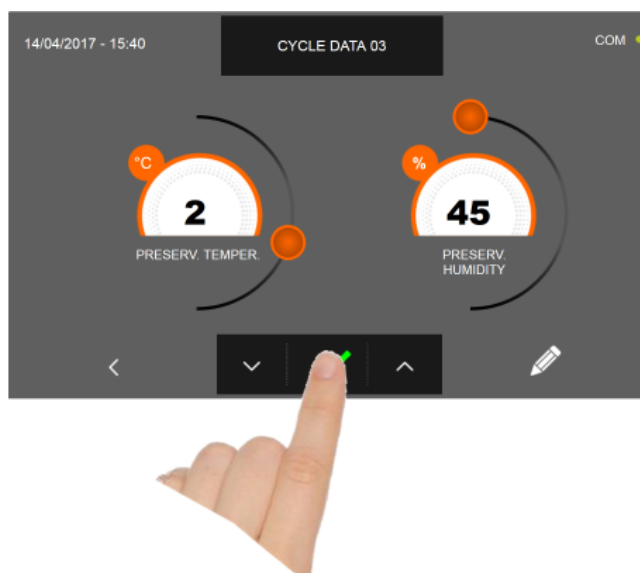 14/04/2017 - 15:40
CYCLE DATA 03
COM
°C
%
2
45
PRESERV. TEMPER.
PRESERV.
HUMIDITY